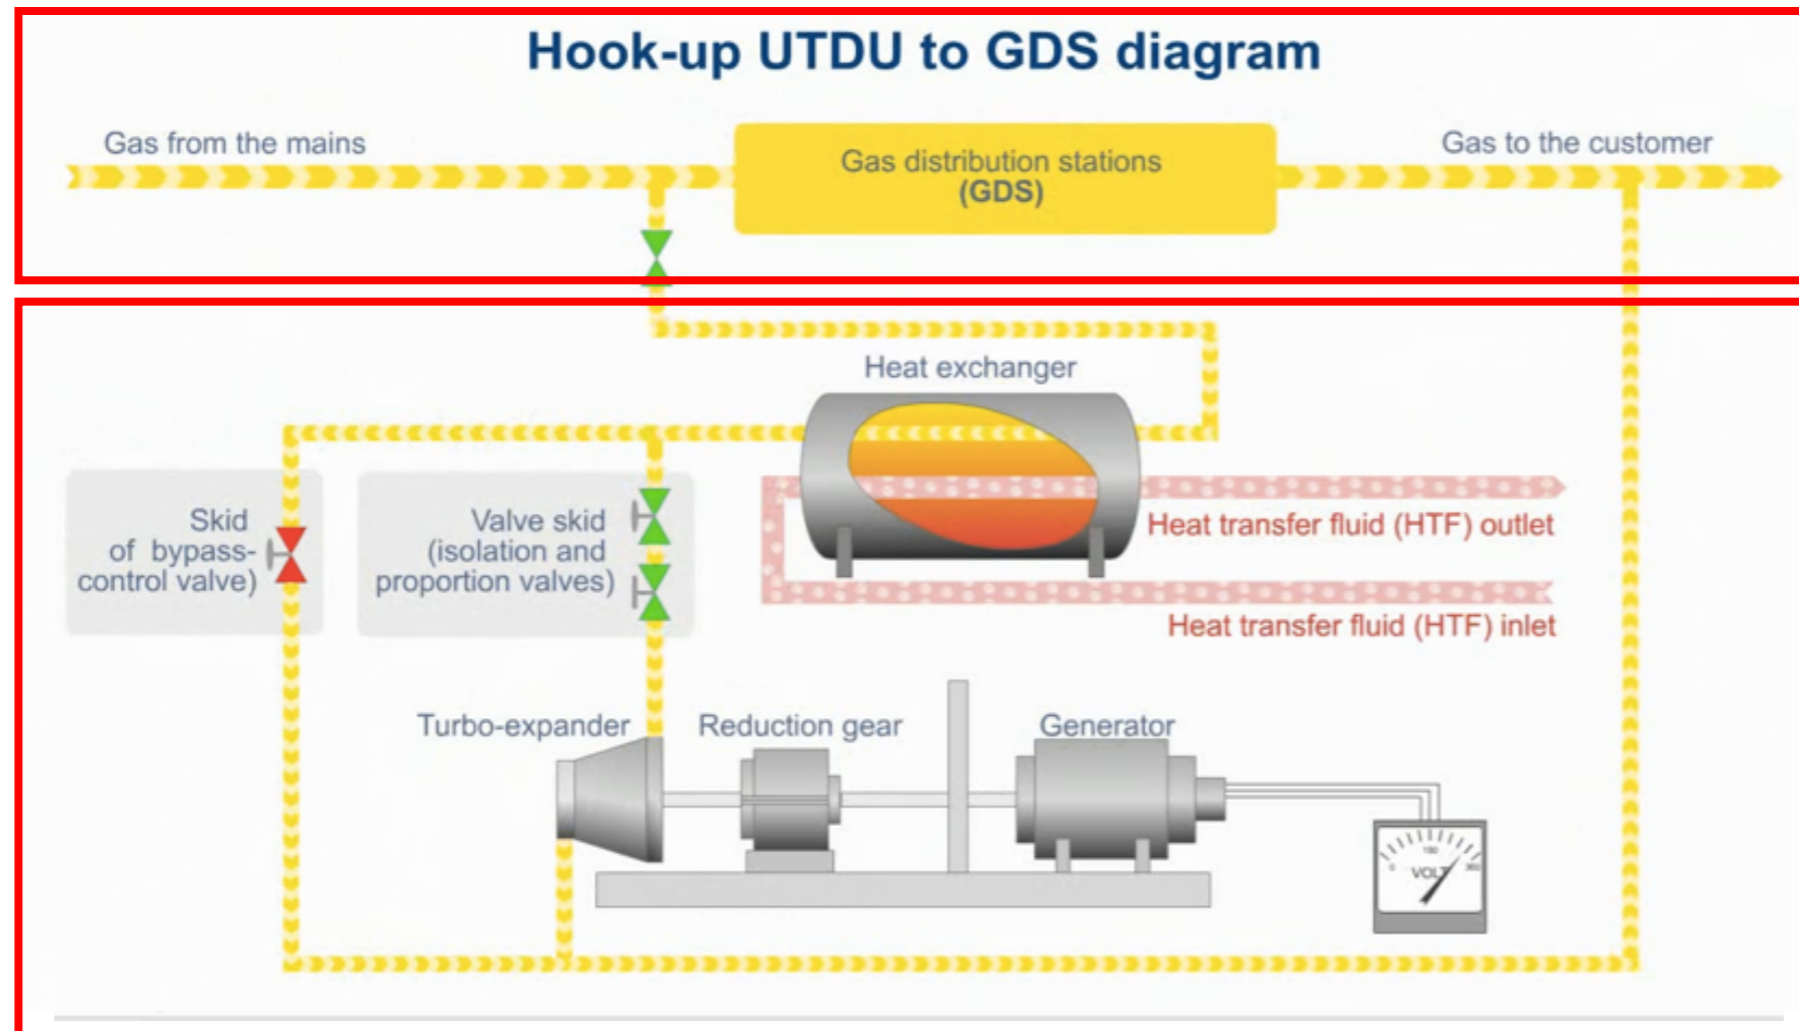 Hook-up UTDU to GDS diagram
Gas from the mains
Gas distribution stations
(GDS)
Gas to the customer
Heat exchanger
Skid
of bypass-
control valve)
Valve skid
(isolation and
proportion valves)
Heat transfer fluid (HTF) outlet
Heat transfer fluid (HTF) inlet
Turbo-expander
Reduction gear
Generator
0
VOLT